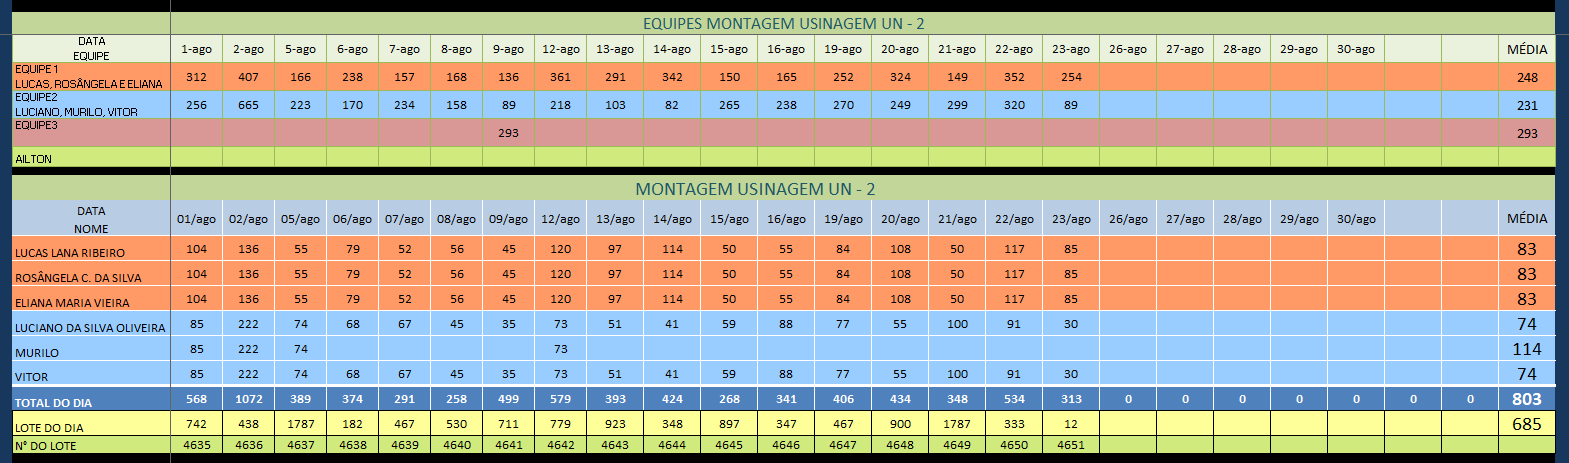 EQUIPES MONTAGEM USINAGEM UN - 2
DATA
EQUIPE 1-ago 2-ago 5-ago 6-ago 7-ago 8-ago 9-ago 12-ago 13-ago 14-ago 15-ago 16-ago 19-ago 20-ago 21-ago 22-ago 23-ago 26-ago 27-ago 28-ago 29-ago 30-ago MÉDIA
EQUIPE 1
LUCAS, ROSÂNGELA E ELIANA 312 407 166 238 157 168 136 361 291 342 150 165 252 324 149 352 254 248
EQUIPE2
LUCIANO, MURILO, VITOR 256 665 223 170 234 158 89 218 103 82 265 238 270 249 299 320 89 231
EQUIPE3 293 293
AILTON
MONTAGEM USINAGEM UN - 2
DATA
NOME 01/ago 02/ago 05/ago 06/ago 07/ago 08/ago 09/ago 12/ago 13/ago 14/ago 15/ago 16/ago 19/ago 20/ago 21/ago 22/ago 23/ago 26/ago 27/ago 28/ago 29/ago 30/ago MÉDIA
LUCAS LANA RIBEIRO 104 136 55 79 52 56 45 120 97 114 50 55 84 108 50 117 85 83
ROSÂNGELA C. DA SILVA 104 136 55 79 52 56 45 120 97 114 50 55 84 108 50 117 85 83
ELIANA MARIA VIEIRA 104 136 55 79 52 56 45 120 97 114 50 55 84 108 50 117 85 83
LUCIANO DA SILVA OLIVEIRA 85 222 74 68 67 45 35 73 51 41 59 88 77 55 100 91 30 74
MURILO 85 222 74 73 114
VITOR 85 222 74 68 67 45 35 73 51 41 59 88 77 55 100 91 30 74
TOTAL DO DIA 568 1072 389 374 291 258 499 579 393 424 268 341 406 434 348 534 313 0 0 0 0 0 0 0 803
LOTE DO DIA 742 438 1787 182 467 530 711 779 923 348 897 347 467 900 1787 333 12 685
N° DO LOTE 4635 4636 4637 4638 4639 4640 4641 4642 4643 4644 4645 4646 4647 4648 4649 4650 4651